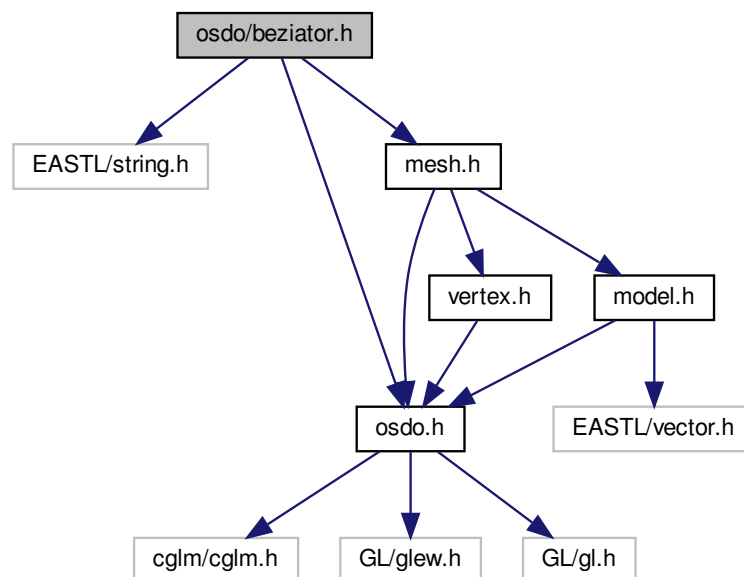 osdo/beziator.h
EASTL/string.h
mesh.h
vertex.h
model.h
osdo.h
EASTL/vector.h
cglm/cglm.h
GL/glew.h
GL/gl.h